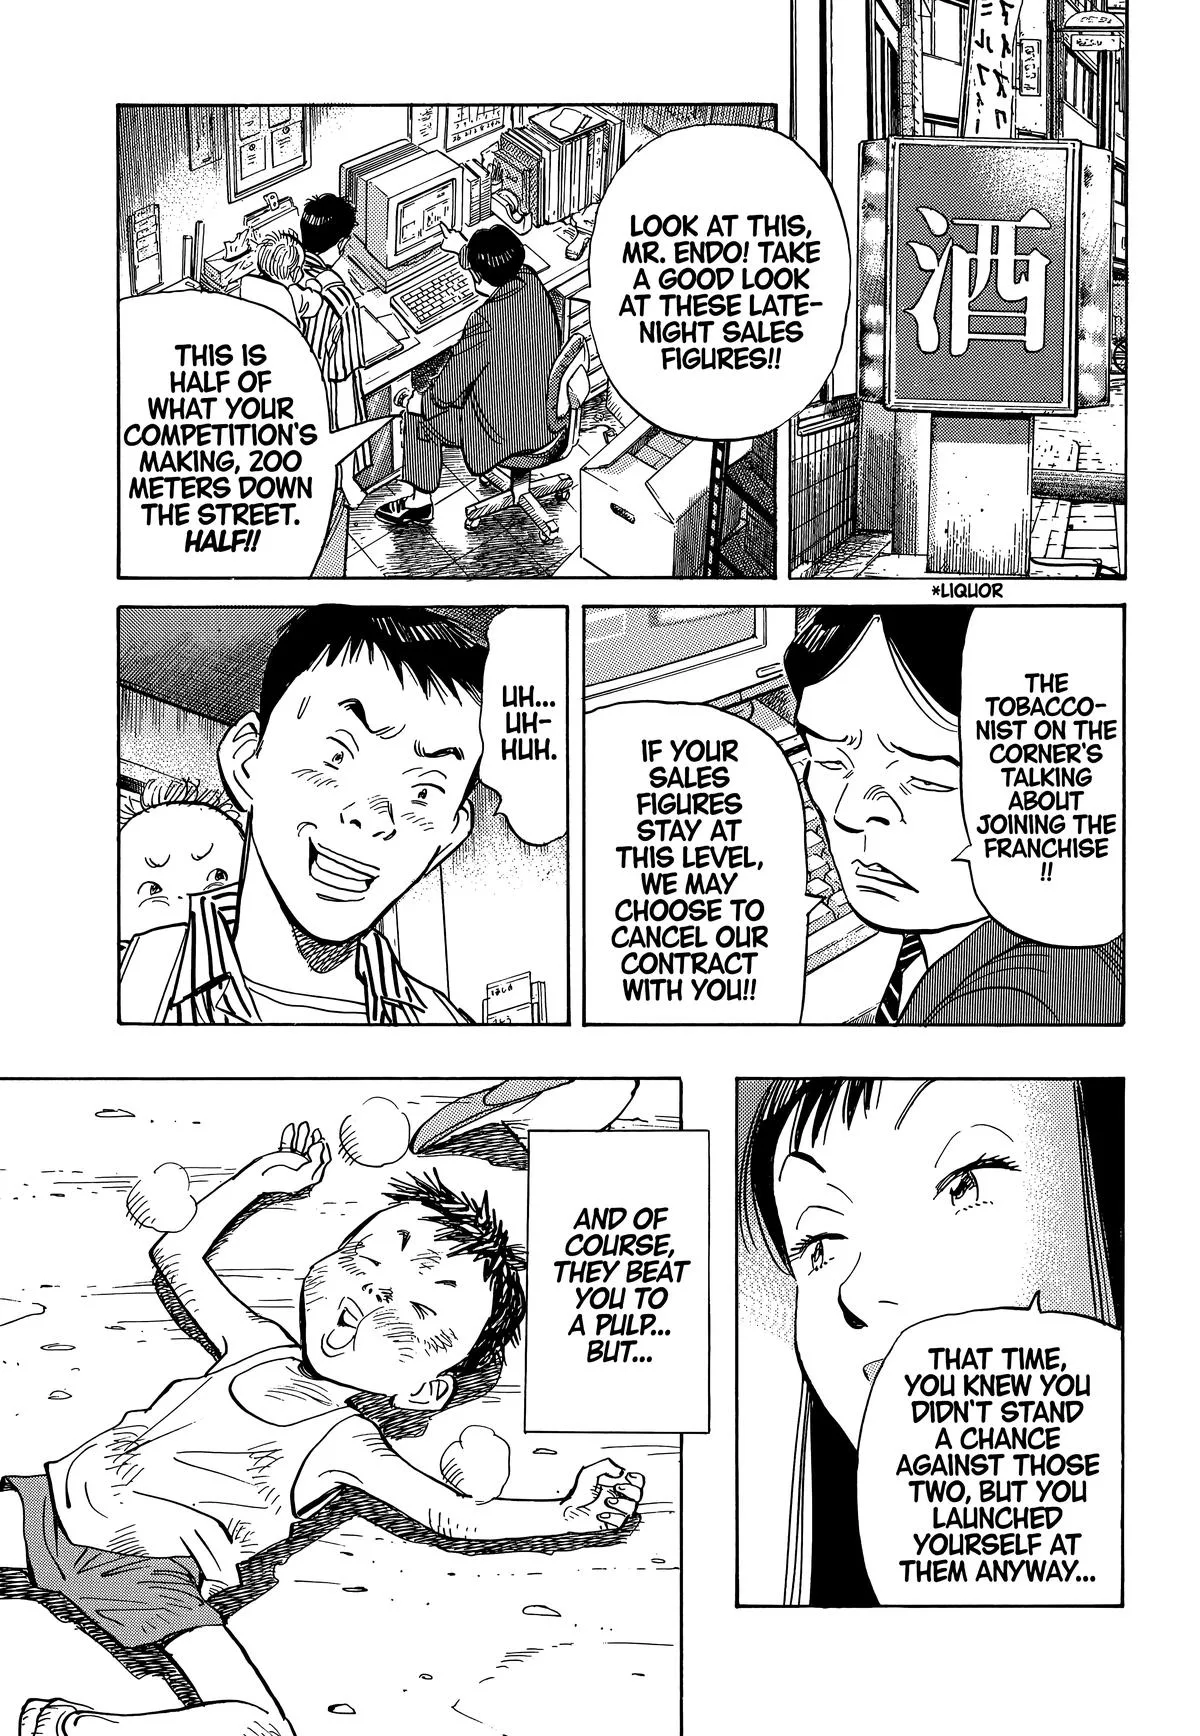 酒
*LIQUOR
LOOK AT THIS,
MR. ENDO! TAKE
A GOOD LOOK
AT THESE LATE-
NIGHT SALES
FIGURES!!
THIS IS
HALF OF
WHAT YOUR
COMPETITION'S
MAKING, 200
METERS DOWN
THE STREET.
HALF!!
THE
TOBACCO-
NIST ON THE
CORNER'S
TALKING
ABOUT
JOINING THE
FRANCHISE
!!
IF YOUR
SALES
FIGURES
STAY AT
THIS LEVEL,
WE MAY
CHOOSE TO
CANCEL OUR
CONTRACT
WITH YOU!!
UH...
UH-
HUH.
THAT TIME,
YOU KNEW YOU
DIDN'T STAND
A CHANCE
AGAINST THOSE
TWO, BUT YOU
LAUNCHED
YOURSELF AT
THEM ANYWAY...
AND OF
COURSE,
THEY BEAT
YOU TO
A PULP...
BUT...